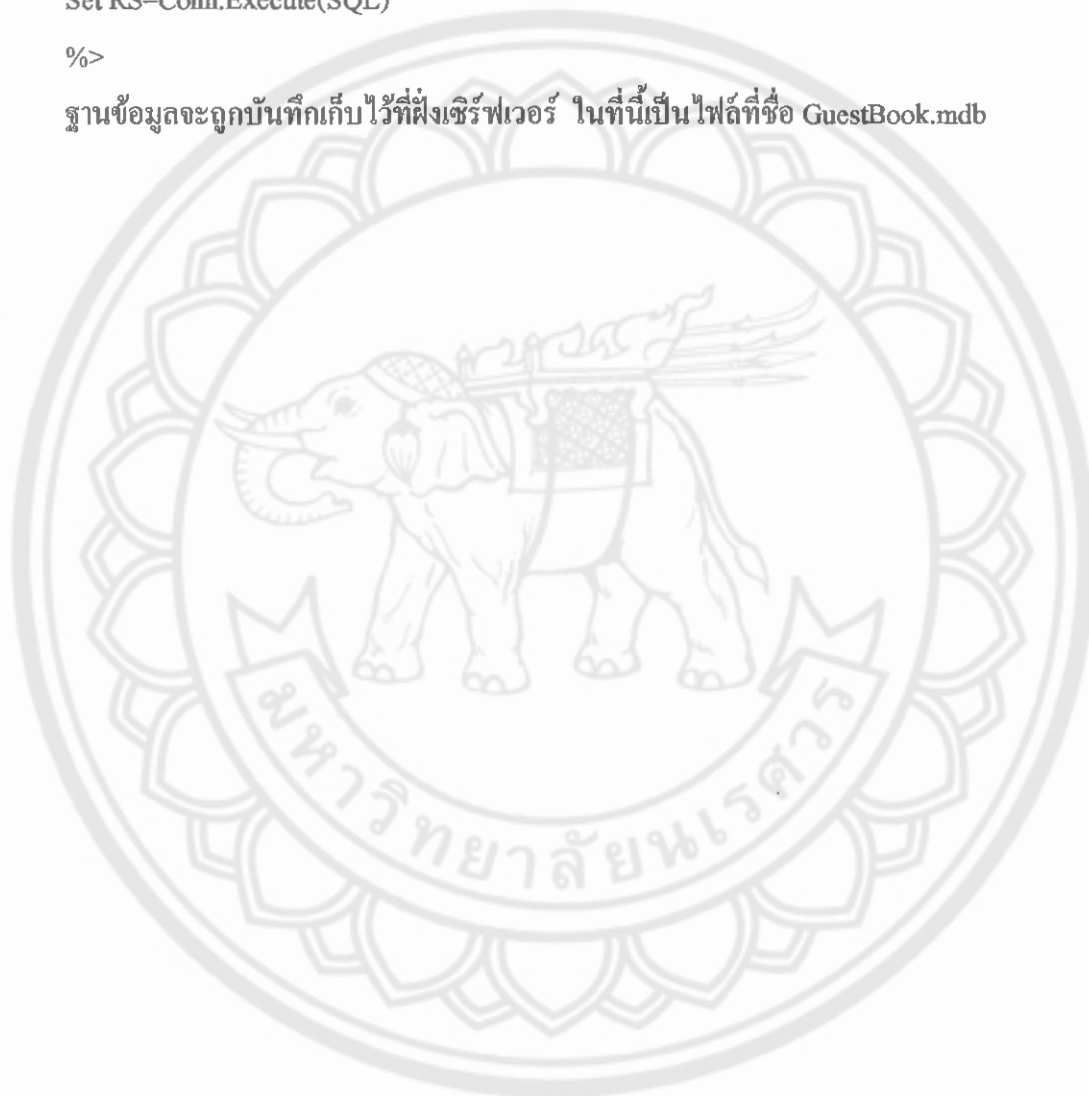 Set RS=Conn.Execute(SQL)
%>
ฐานข้อมูลจะถูกบันทึกเก็บไว้ที่ฝั่งเซิร์ฟเวอร์ ในที่นี้เป็นไฟล์ที่ชื่อ GuestBook.mdb
มหาวิทยาลัยนเรศวร